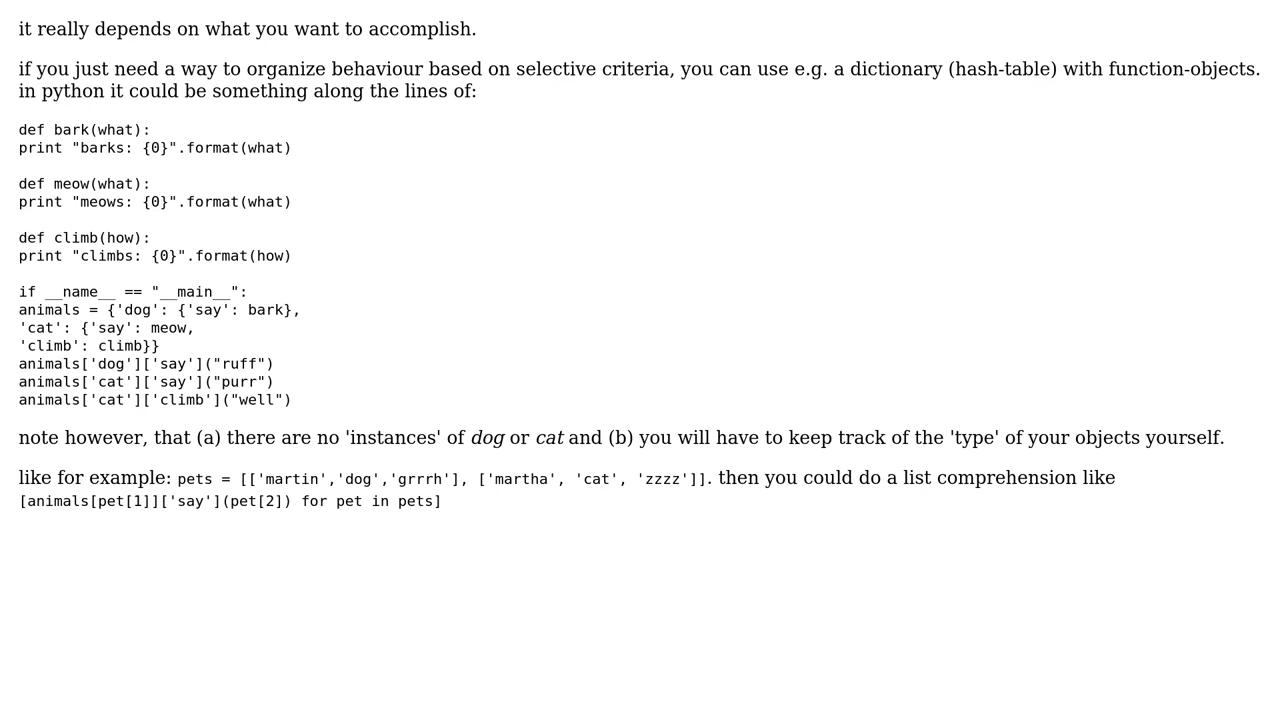 it really depends on what you want to accomplish.
if you just need a way to organize behaviour based on selective criteria, you can use e.g. a dictionary (hash-table) with function-objects.
in python it could be something along the lines of:
def bark(what):
print "barks: {0}".format(what)
def meow(what):
print "meows: {0}".format(what)
def climb(how):
print "climbs: {0}".format(how)
if __name__ == "__main__":
animals = {'dog': {'say': bark},
'cat': {'say': meow,
'climb': climb}}
animals['dog']['say']("ruff")
animals['cat']['say']("purr")
animals['cat']['climb']("well")
note however, that (a) there are no 'instances' of dog or cat and (b) you will have to keep track of the 'type' of your objects yourself.
like for example: pets = [['martin','dog','grrrh'], ['martha', 'cat', 'zzzz']]. then you could do a list comprehension like
[animals[pet[1]]['say'](pet[2]) for pet in pets]